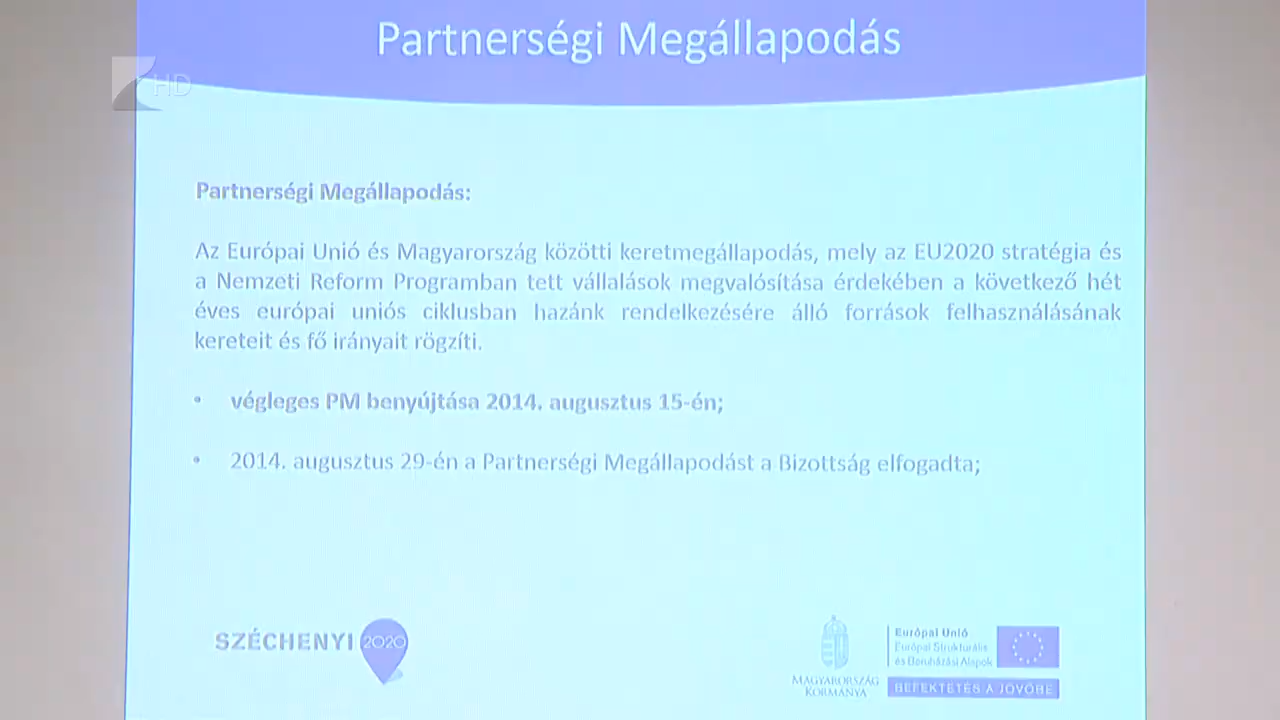 Partnerségi Megállapodás
HD
Partnerségi Megállapodás:
Az Európai Unió és Magyarország közötti keretmegállapodás, mely az EU2020 stratégia és
a Nemzeti Reform Programban tett vállalások megvalósítása érdekében a következő hét
éves európai uniós ciklusban hazánk rendelkezésére álló források felhasználásának
kereteit és fő irányait rögzíti.
• végleges PM benyújtása 2014. augusztus 15-én;
• 2014. augusztus 29-én a Partnerségi Megállapodást a Bizottság elfogadta;
SZÉCHENYI 2020
MAGYARORSZÁG
KORMÁNYA
Európai Unió
Európai Strukturális
és Beruházási Alapok
BEFEKTETÉS A JÖVŐBE